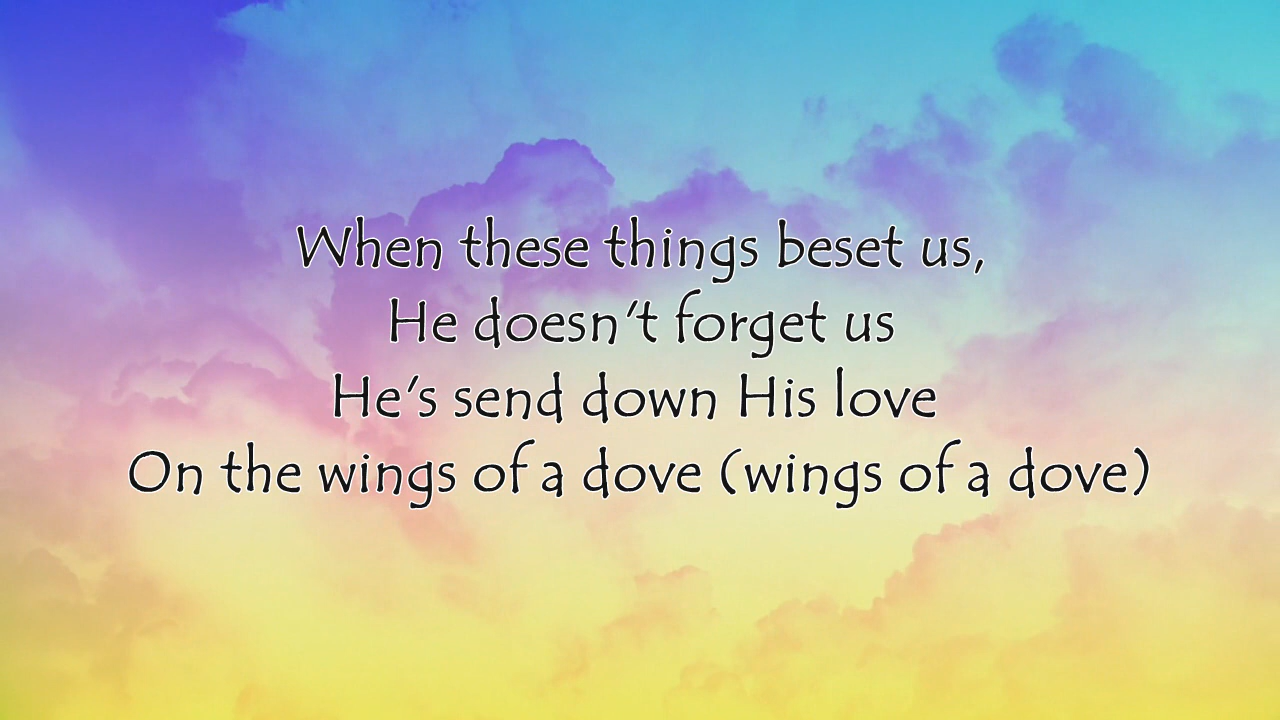 When these things beset us,
He doesn't forget us
He's send down His love
On the wings of a dove (wings of a dove)